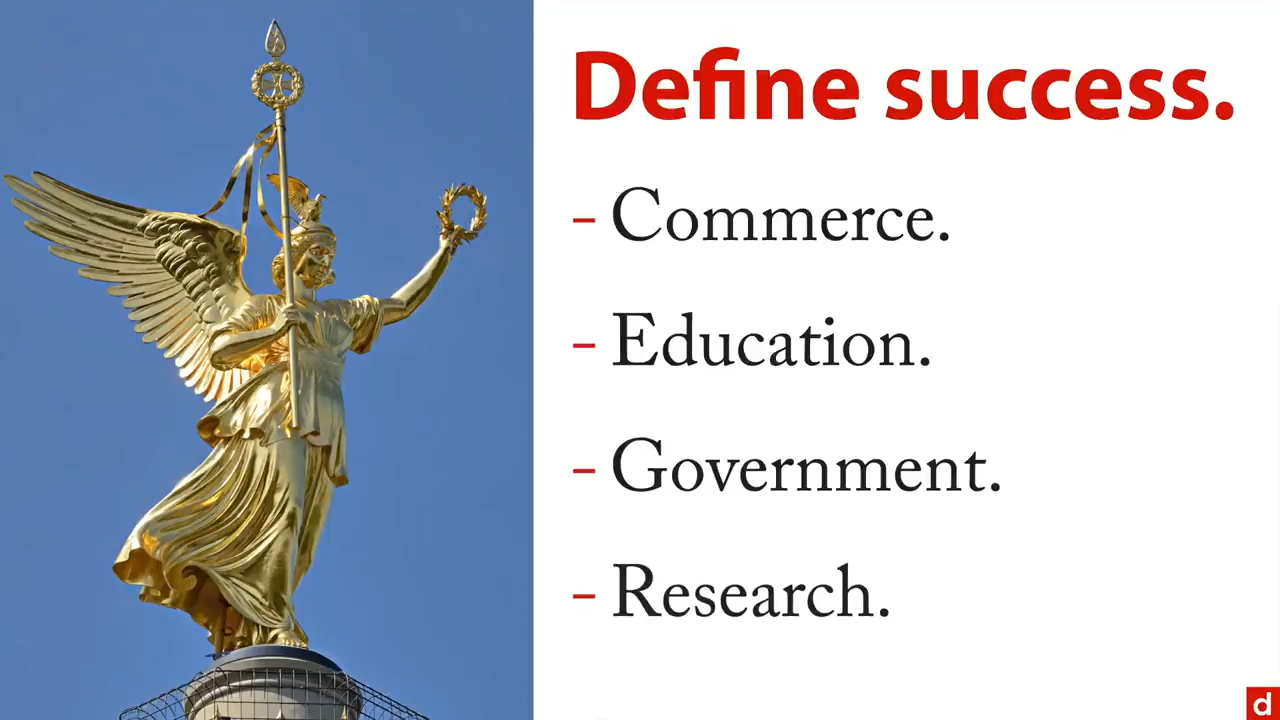 Define success.
– Commerce.
– Education.
– Government.
– Research.
d